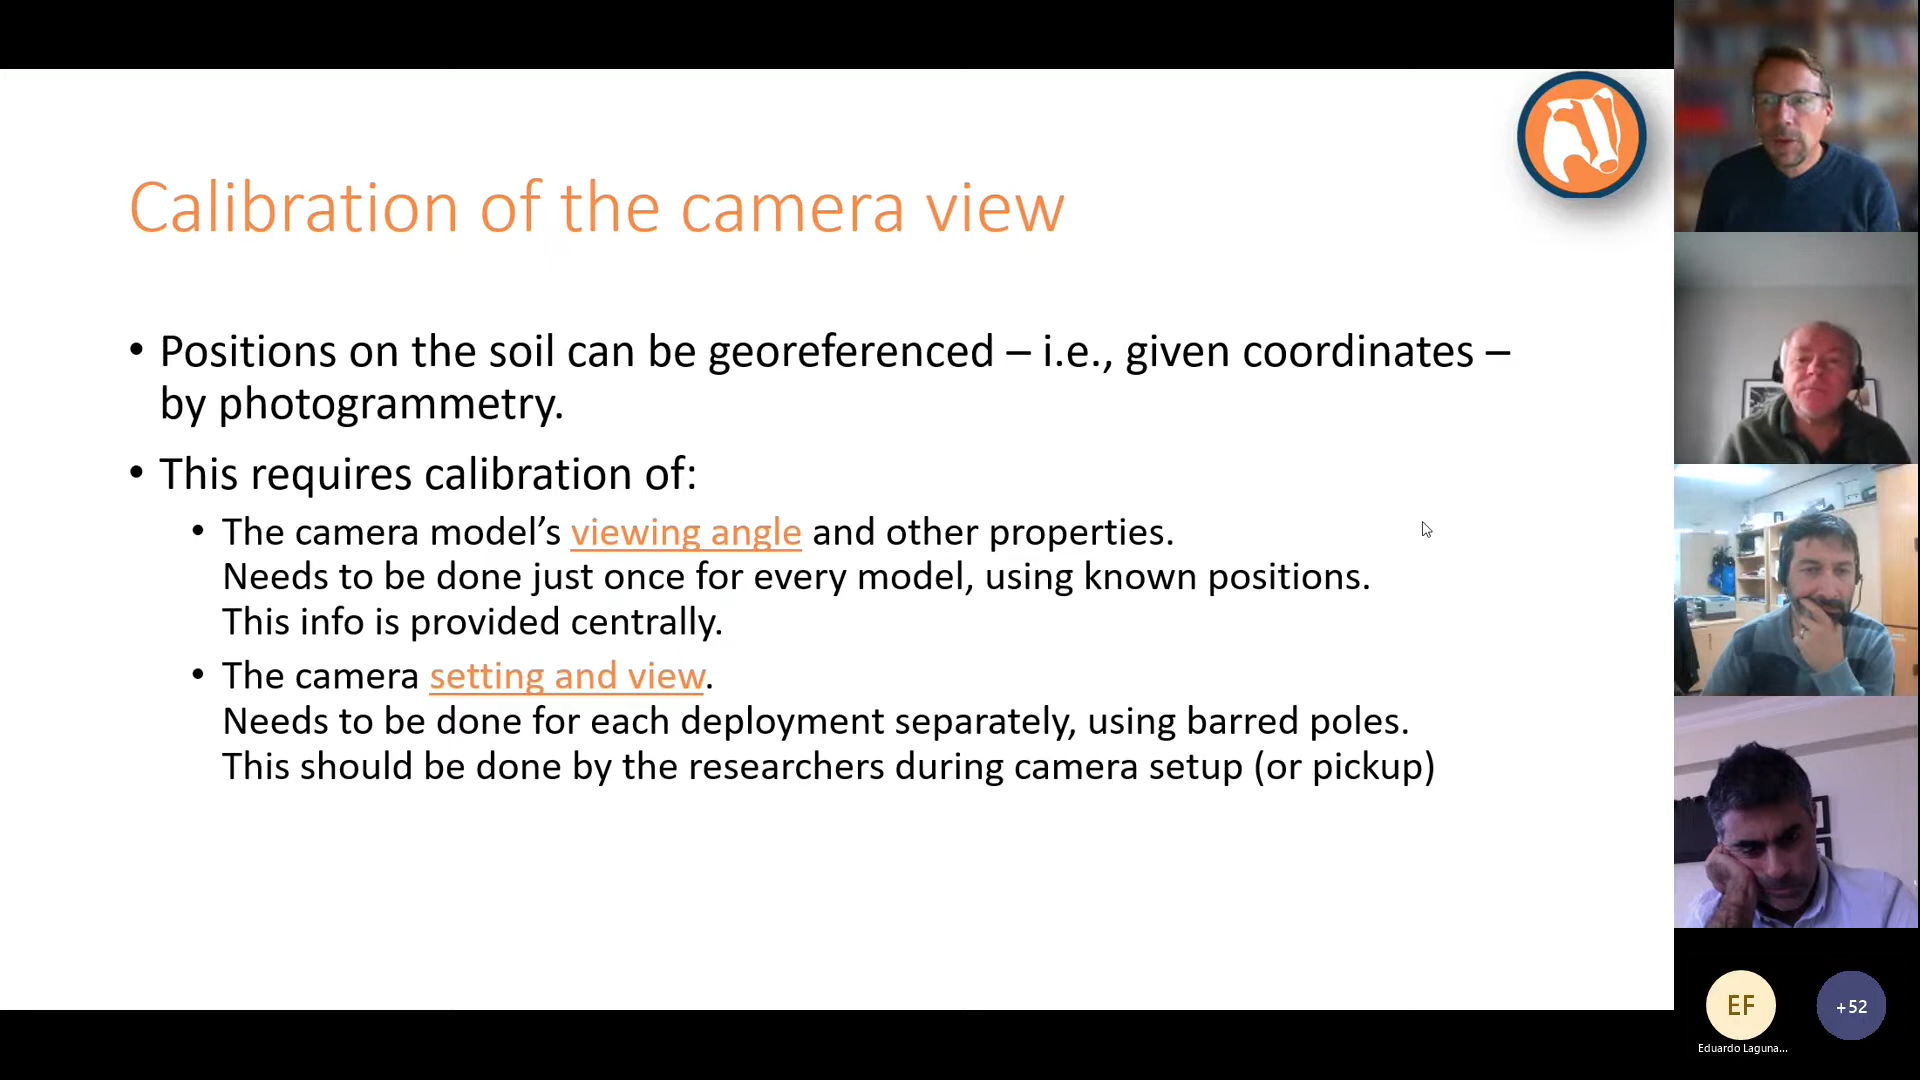 Calibration of the camera view
• Positions on the soil can be georeferenced – i.e., given coordinates –
by photogrammetry.
• This requires calibration of:
• The camera model’s viewing angle and other properties.
Needs to be done just once for every model, using known positions.
This info is provided centrally.
• The camera setting and view.
Needs to be done for each deployment separately, using barred poles.
This should be done by the researchers during camera setup (or pickup)
EF
+52
Eduardo Laguna...